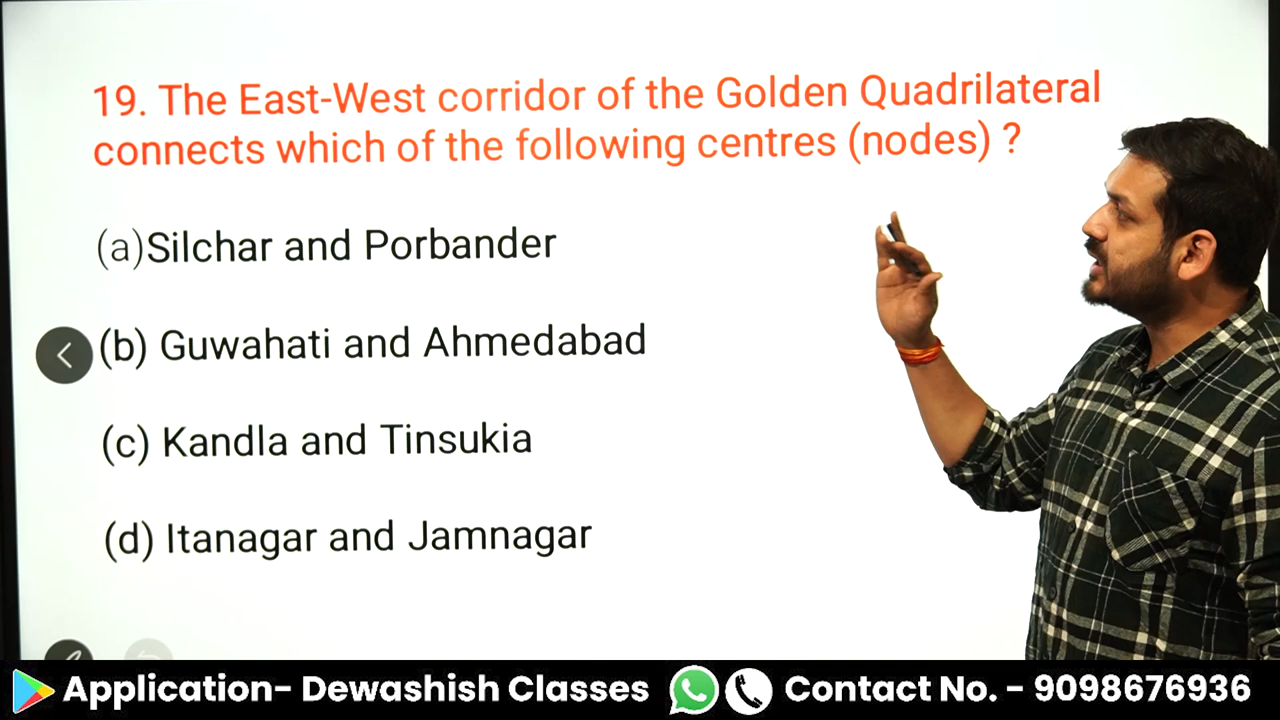 19. The East-West corridor of the Golden Quadrilateral
connects which of the following centres (nodes) ?
(a)Silchar and Porbander
(b) Guwahati and Ahmedabad
(c) Kandla and Tinsukia
(d) Itanagar and Jamnagar
Application- Dewashish Classes Contact No. - 9098676936